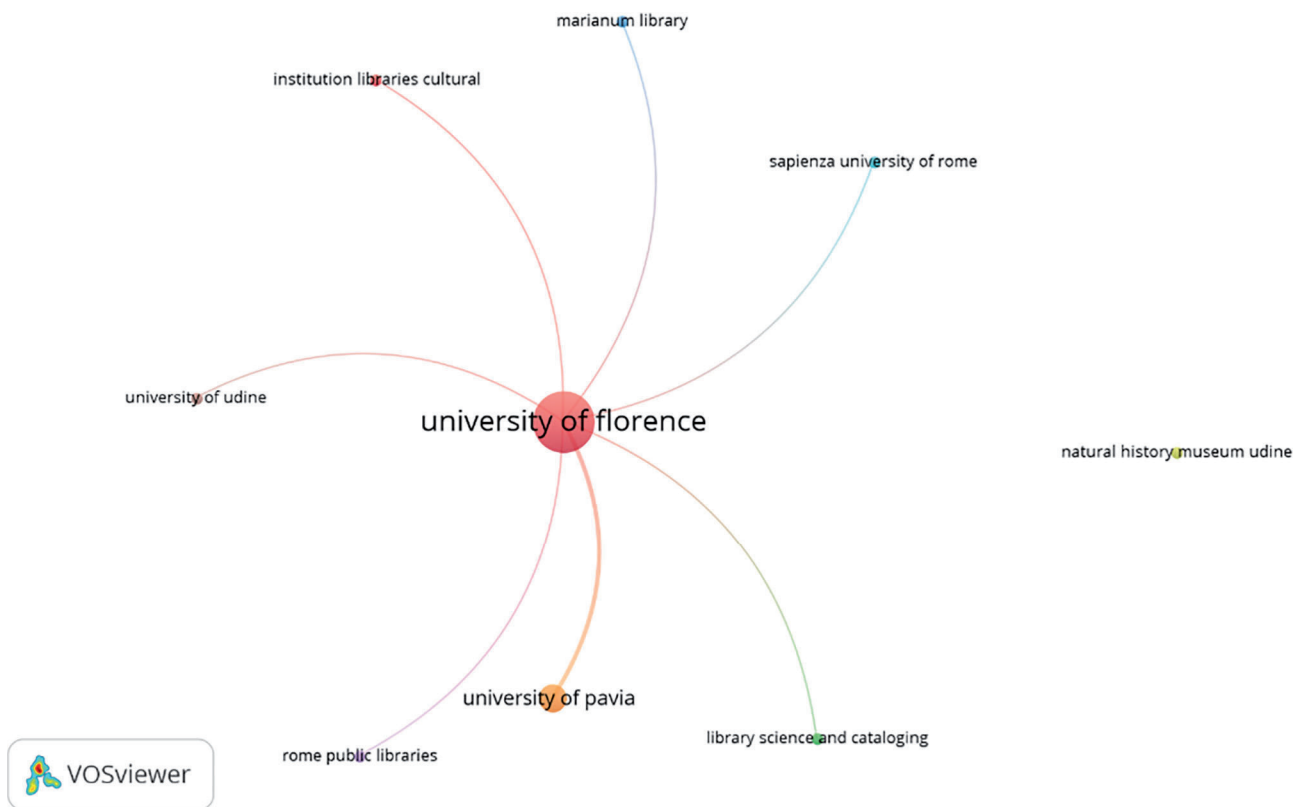 marianum library
institution libraries cultural
sapienza university of rome
university of udine
university of florence
natural history museum udine
university of pavia
library science and cataloging
rome public libraries
VOSviewer